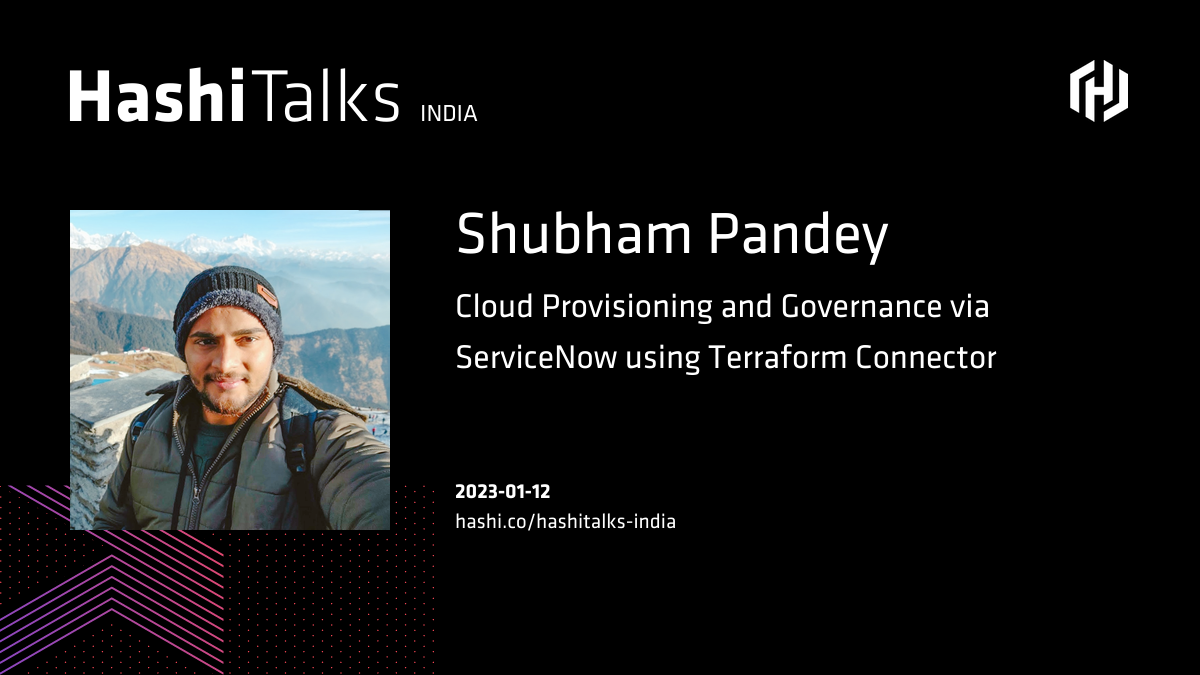 HashiTalks INDIA
Shubham Pandey
Cloud Provisioning and Governance via
ServiceNow using Terraform Connector
2023-01-12
hashi.co/hashitalks-india